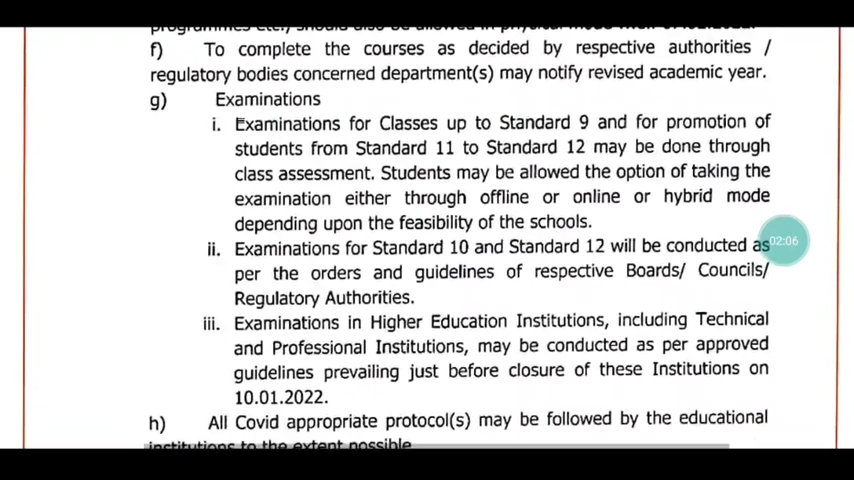 f) To complete the courses as decided by respective authorities /
regulatory bodies concerned department(s) may notify revised academic year.
g) Examinations
i. Examinations for Classes up to Standard 9 and for promotion of
students from Standard 11 to Standard 12 may be done through
class assessment. Students may be allowed the option of taking the
examination either through offline or online or hybrid mode
depending upon the feasibility of the schools.
ii. Examinations for Standard 10 and Standard 12 will be conducted as
per the orders and guidelines of respective Boards/ Councils/
Regulatory Authorities.
02:06
iii. Examinations in Higher Education Institutions, including Technical
and Professional Institutions, may be conducted as per approved
guidelines prevailing just before closure of these Institutions on
10.01.2022.
h) All Covid appropriate protocol(s) may be followed by the educational
institutions to the extent possible